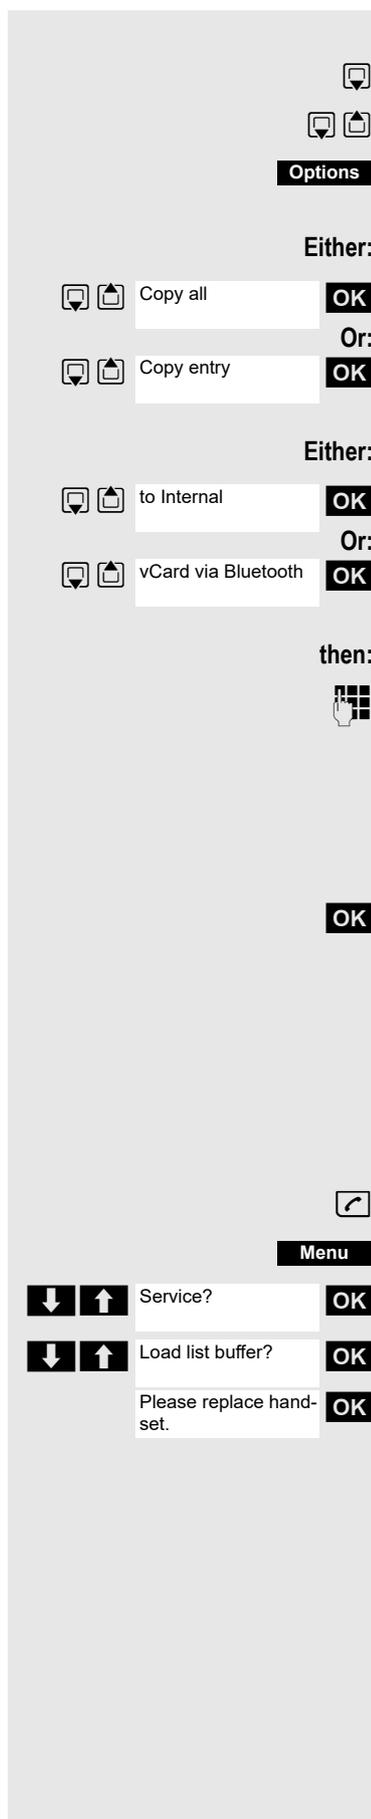 Options
Either:
Copy all OK
Or:
Copy entry OK
Either:
to Internal OK
Or:
vCard via Bluetooth OK
then:
OK
Menu
Service? OK
Load list buffer? OK
Please replace hand- OK
set.